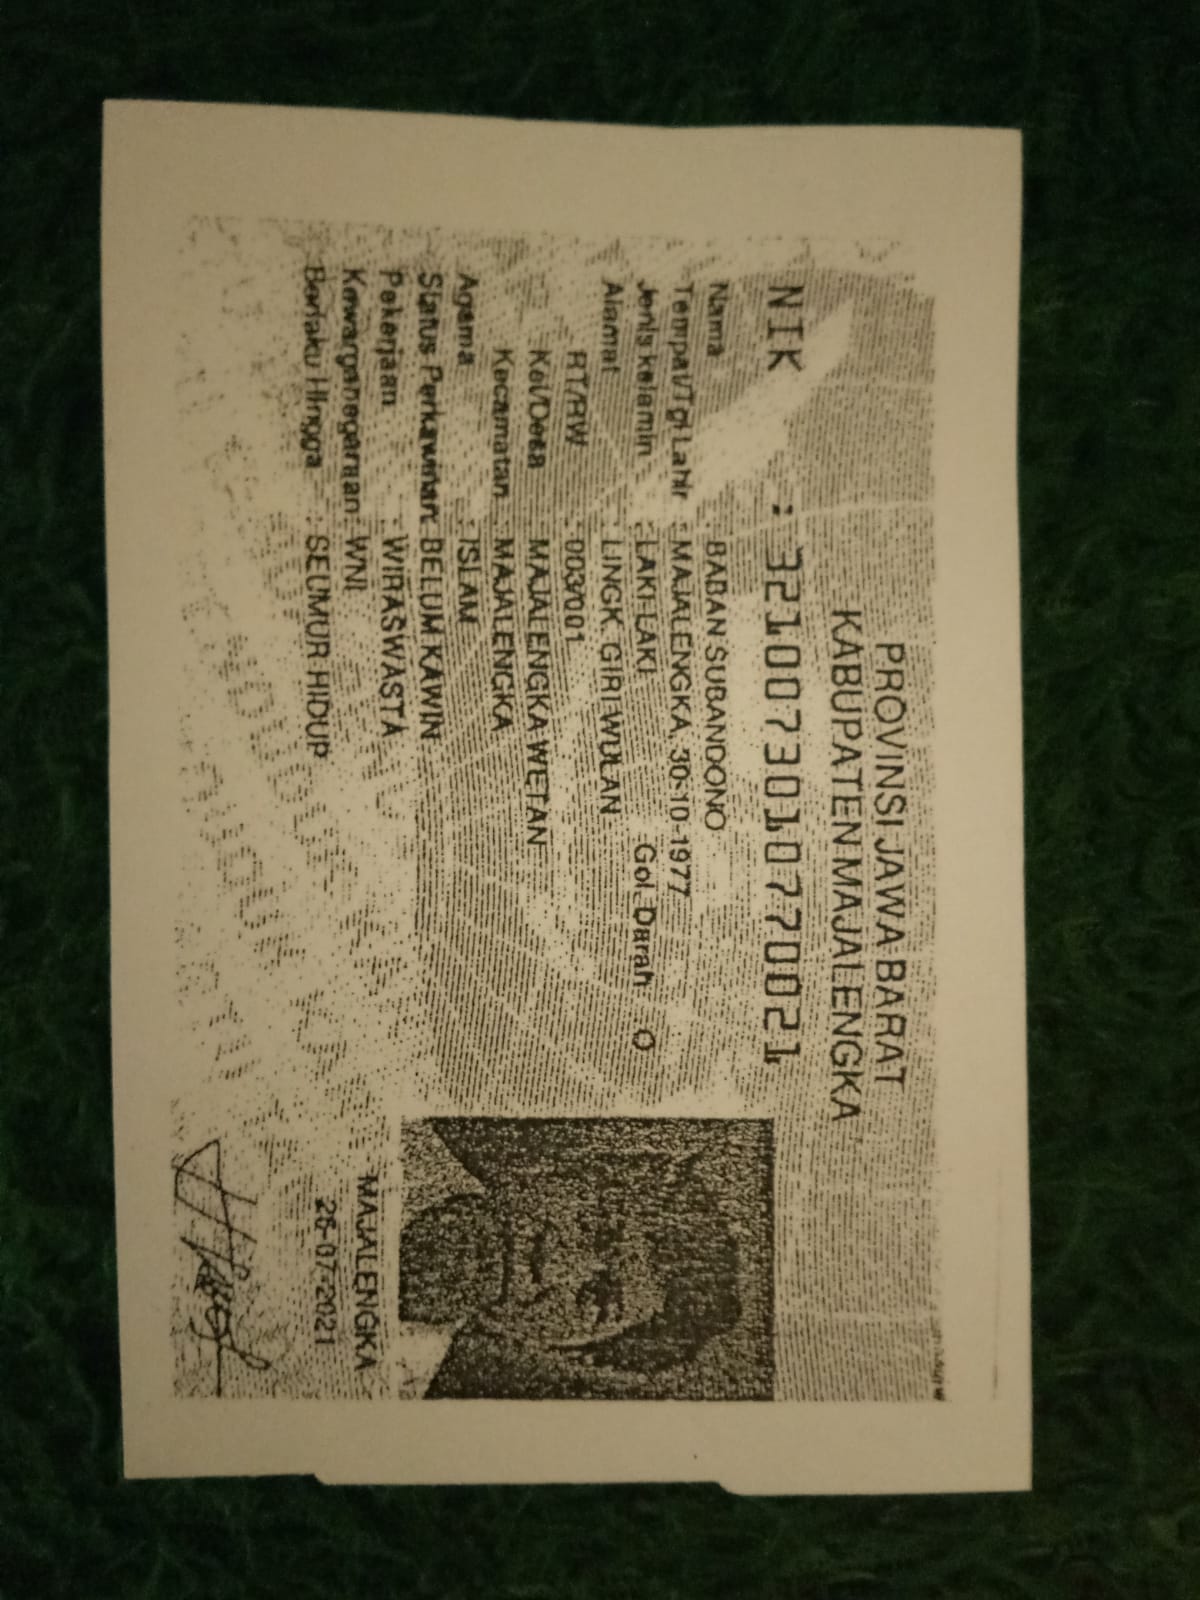 PROVINSI JAWA BARAT
KABUPATEN MAJALENGKA
NIK : 3210073010770021
Nama : BABAN SUBANDONO
Tempat/Tgl Lahir : MAJALENGKA, 30-10-1977
Jenis kelamin : LAKI-LAKI Gol. Darah : O
Alamat : LINGK. GIRI WULAN
RT/RW : 003/001
Kel/Desa : MAJALENGKA WETAN
Kecamatan : MAJALENGKA
Agama : ISLAM
Status Perkawinan: BELUM KAWIN
Pekerjaan : WIRASWASTA
Kewarganegaraan: WNI
Berlaku Hingga : SEUMUR HIDUP
MAJALENGKA
26-07-2021